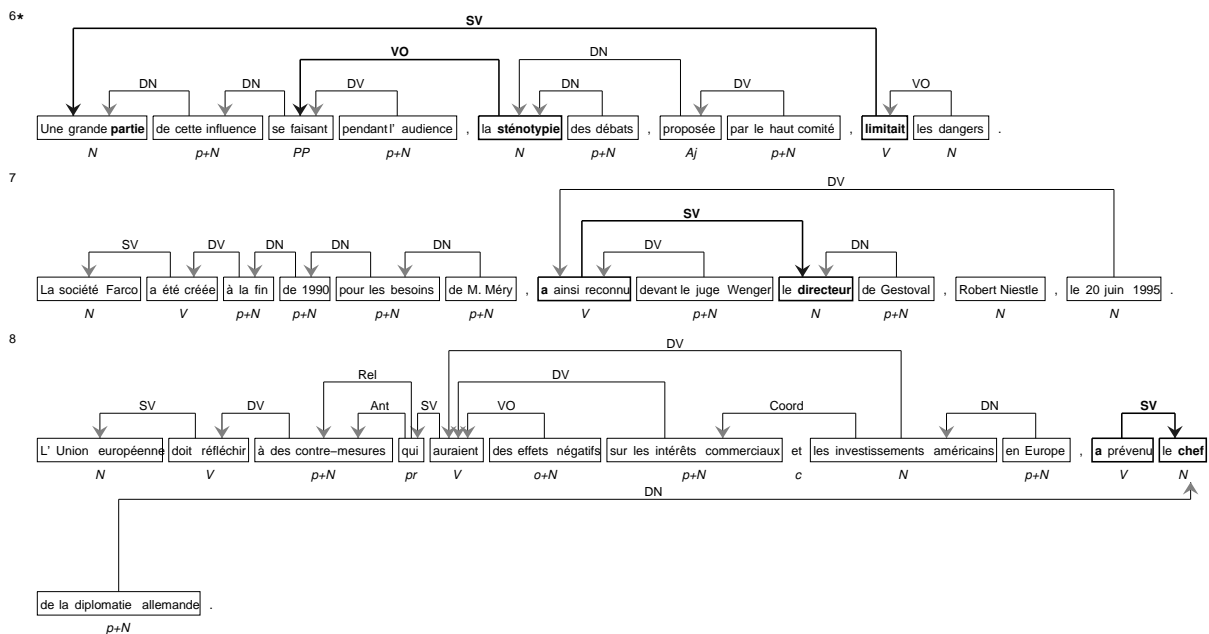 6*
SV
VO DN
DN DN DV DN DV VO
Une grande partie de cette influence se faisant pendant l' audience , la sténotypie des débats , proposée par le haut comité , limitait les dangers .
N p+N PP p+N N p+N Aj p+N V N
7
DV
SV
SV DV DN DN DN DV DN
La société Farco a été créée à la fin de 1990 pour les besoins de M. Méry , a ainsi reconnu devant le juge Wenger le directeur de Gestoval , Robert Niestle , le 20 juin 1995 .
N V p+N p+N p+N p+N V p+N N p+N N N
8
DV
Rel DV
SV DV Ant SV VO Coord DN SV
L' Union européenne doit réfléchir à des contre−mesures qui auraient des effets négatifs sur les intérêts commerciaux et les investissements américains en Europe , a prévenu le chef
N V p+N pr V o+N p+N c N p+N V N
DN
de la diplomatie allemande .
p+N